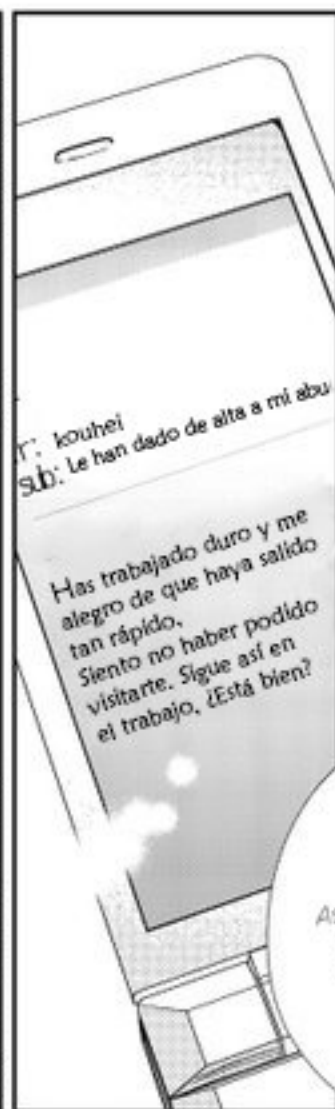 r: kouhei
Sub: Le han dado de alta a mi abu
Has trabajado duro y me
alegro de que haya salido
tan rápido.
Siento no haber podido
visitarte. Sigue así en
el trabajo, ¿Está bien?